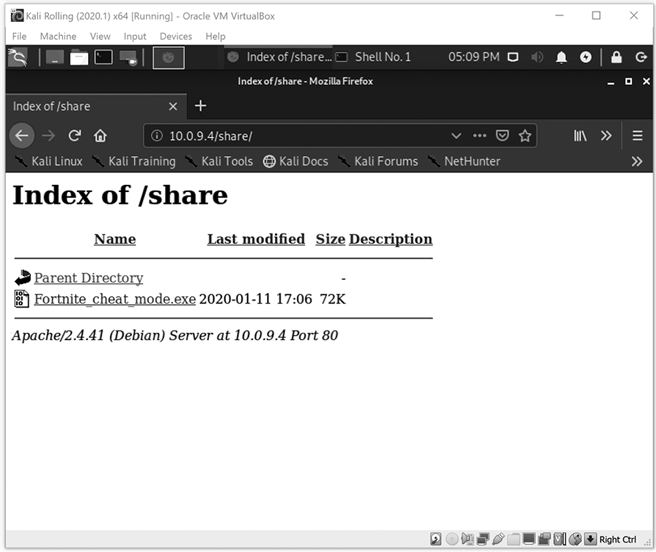 Kali Rolling (2020.1) x64 [Running] - Oracle VM VirtualBox
File Machine View Input Devices Help
Index of /share... Shell No. 1 05:09 PM
Index of /share - Mozilla Firefox
Index of /share
10.0.9.4/share/
Kali Linux Kali Training Kali Tools Kali Docs Kali Forums NetHunter
Index of /share
Name Last modified Size Description
Parent Directory -
Fortnite_cheat_mode.exe 2020-01-11 17:06 72K
Apache/2.4.41 (Debian) Server at 10.0.9.4 Port 80
Right Ctrl